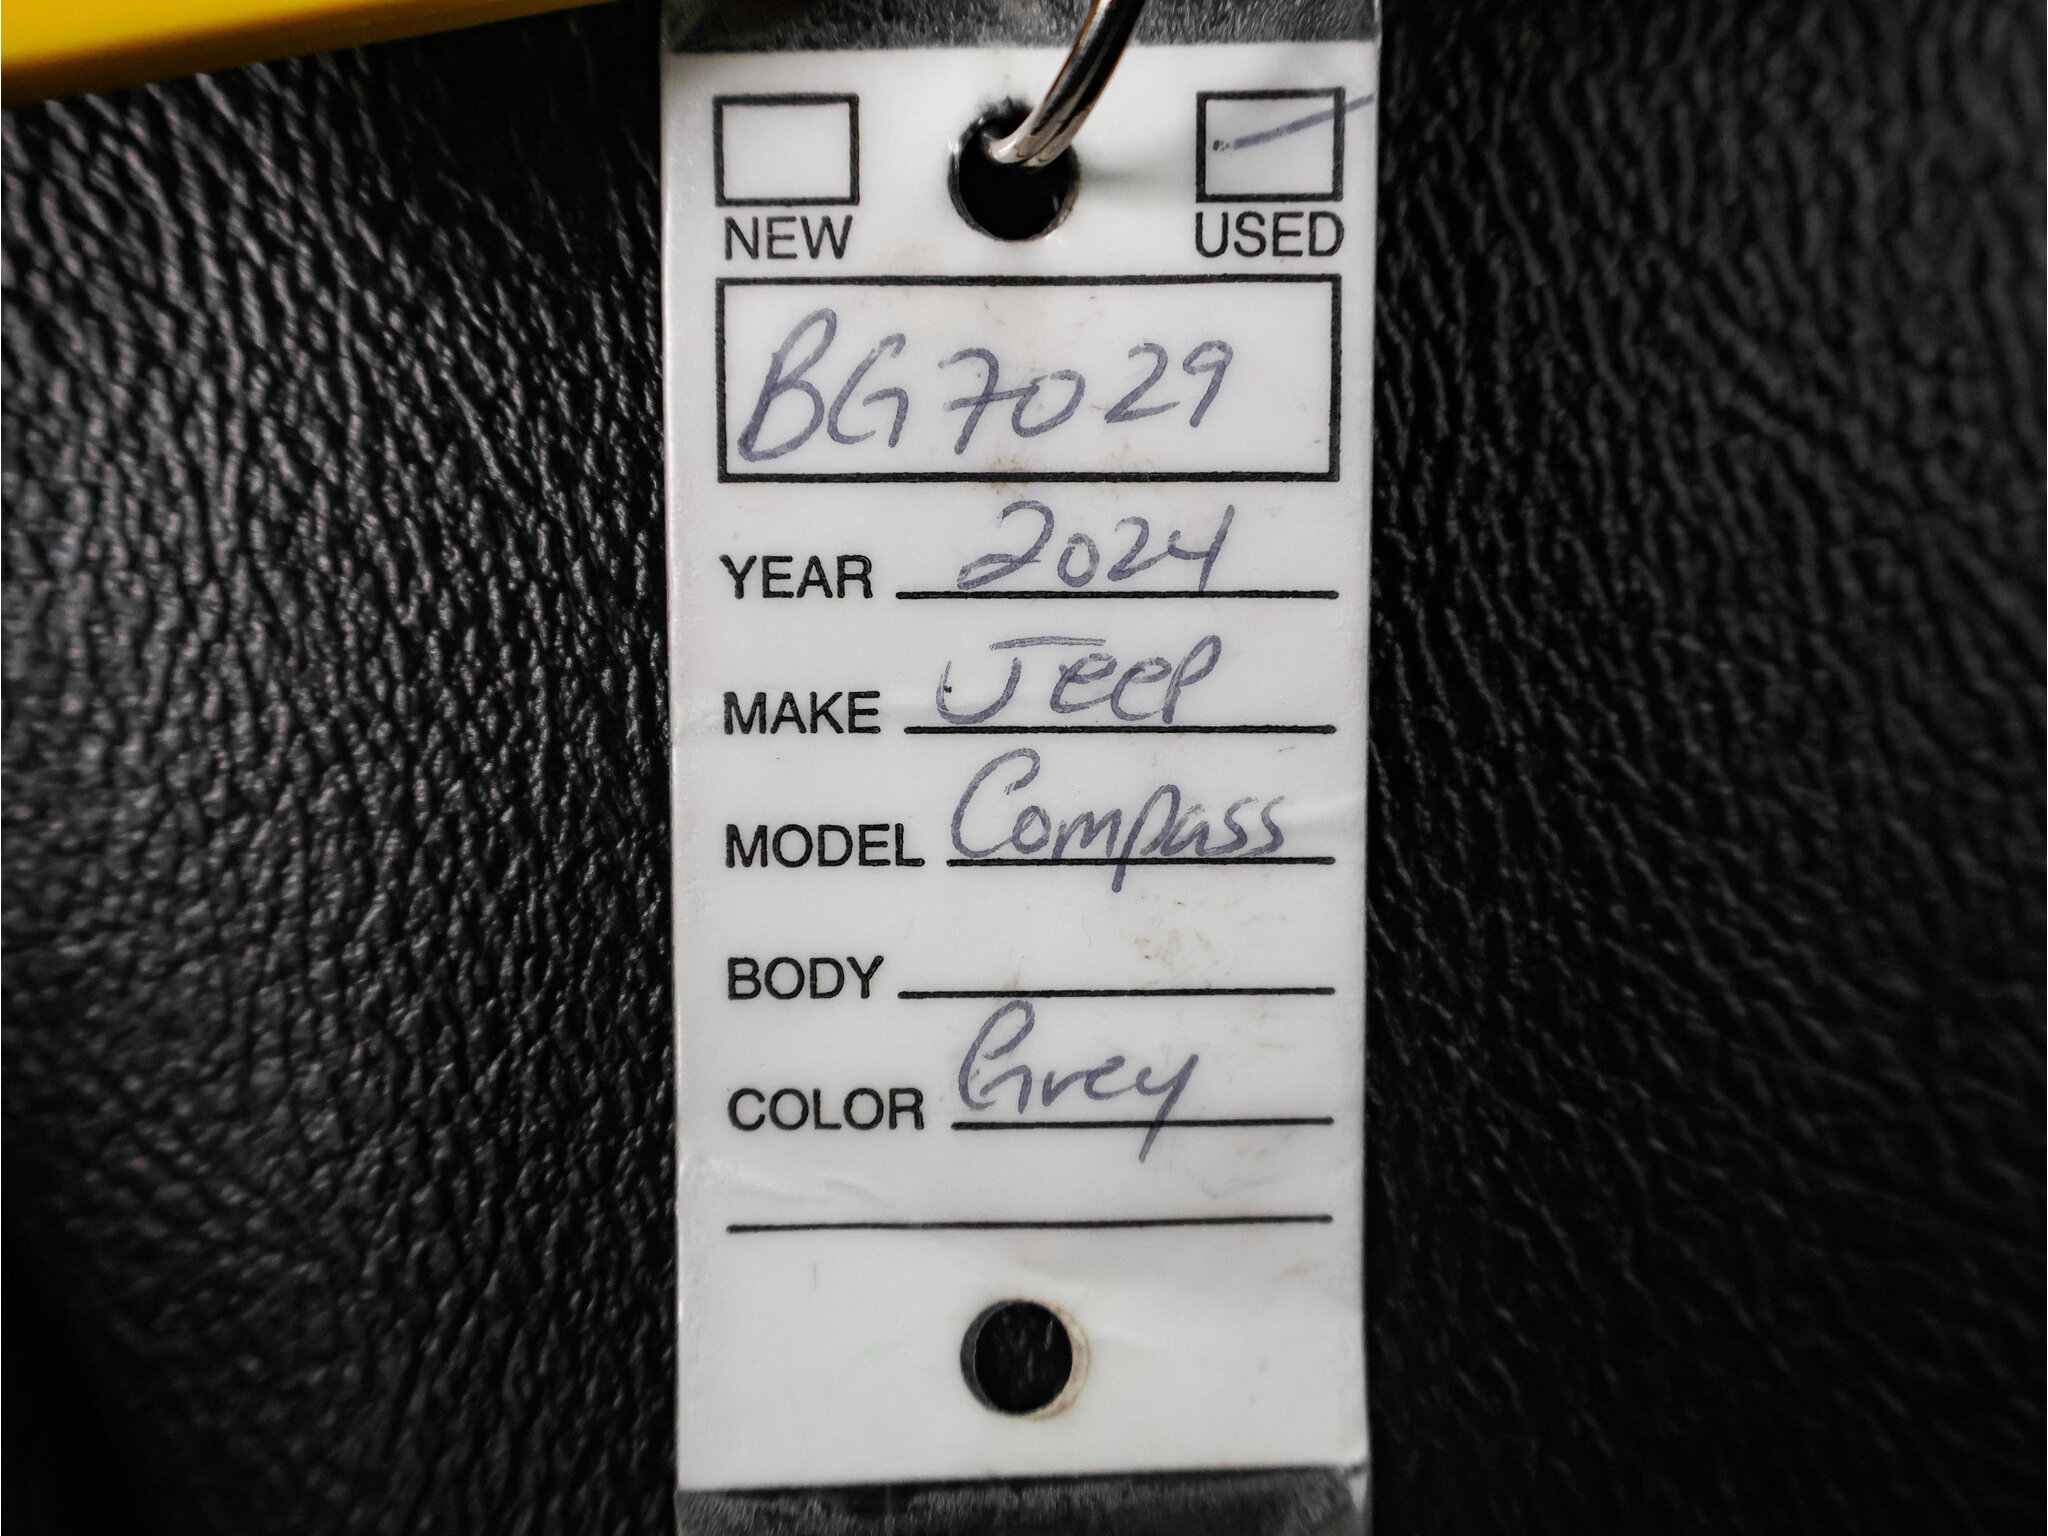 NEW USED
BG7029
YEAR 2024
MAKE Jeep
MODEL Compass
BODY
COLOR Grey